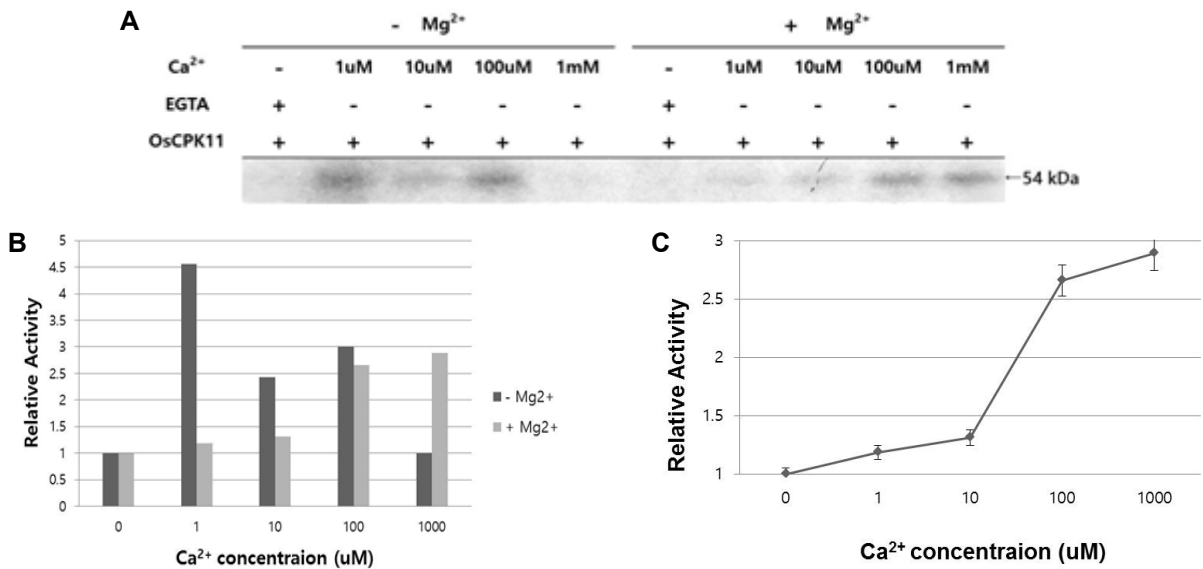 A
- Mg²⁺ + Mg²⁺
Ca²⁺ - 1uM 10uM 100uM 1mM - 1uM 10uM 100uM 1mM
EGTA + - - - - + - - - -
OsCPK11 + + + + + + + + + +
←54 kDa
B
Relative Activity
5
4.5
4
3.5
3
2.5
2
1.5
1
0.5
0
0 1 10 100 1000
Ca²⁺ concentraion (uM)
- Mg2+
+ Mg2+
C
Relative Activity
3
2.5
2
1.5
1
0 1 10 100 1000
Ca²⁺ concentraion (uM)